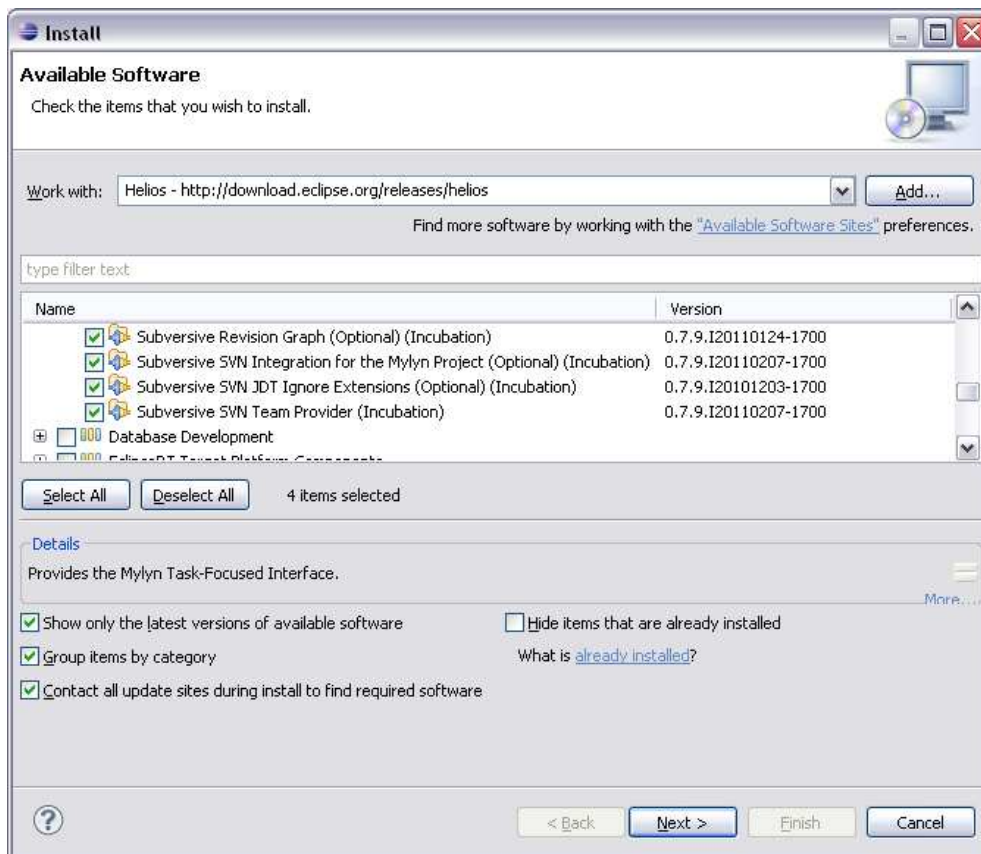 Install
Available Software
Check the items that you wish to install.
Work with: Helios - http://download.eclipse.org/releases/helios Add...
Find more software by working with the "Available Software Sites" preferences.
type filter text
Name Version
Subversive Revision Graph (Optional) (Incubation) 0.7.9.I20110124-1700
Subversive SVN Integration for the Mylyn Project (Optional) (Incubation) 0.7.9.I20110207-1700
Subversive SVN JDT Ignore Extensions (Optional) (Incubation) 0.7.9.I20101203-1700
Subversive SVN Team Provider (Incubation) 0.7.9.I20110207-1700
Database Development
EclipseRT Target Platform Components
Select All Deselect All 4 items selected
Details
Provides the Mylyn Task-Focused Interface.
More...
Show only the latest versions of available software Hide items that are already installed
Group items by category What is already installed?
Contact all update sites during install to find required software
? < Back Next > Finish Cancel